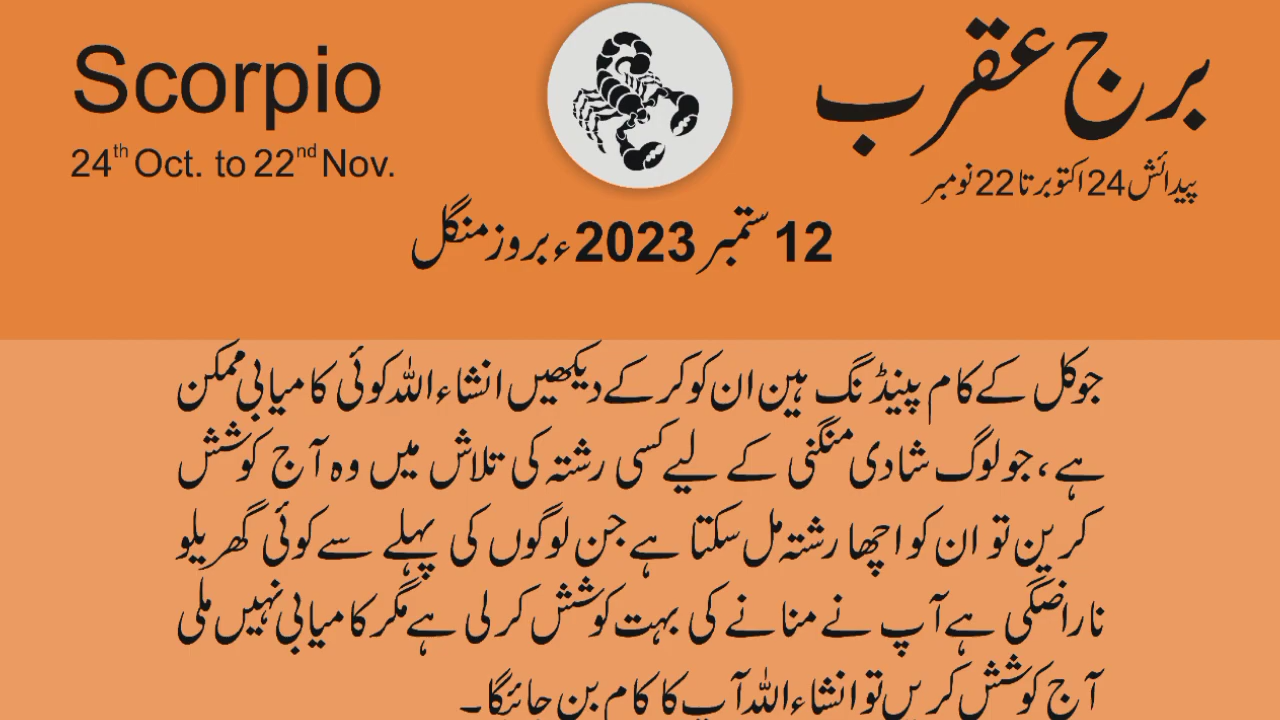 Scorpio
24th Oct. to 22nd Nov.
برج عقرب
پیدائش 24 اکتوبر تا 22 نومبر
12 ستمبر 2023ء بروز منگل
جو کل کے کام پینڈنگ ہین ان کو کر کے دیکھیں انشاء اللہ کوئی کامیابی ممکن
ہے ، جو لوگ شادی منگنی کے لیے کسی رشتہ کی تلاش میں وہ آج کوشش
کرین تو ان کو اچھا رشتہ مل سکتا ہے جن لوگوں کی پہلے سے کوئی گھریلو
ناراضگی ہے آپ نے منانے کی بہت کوشش کر لی ہے مگر کامیابی نہیں ملی
آج کوشش کریں تو انشاء اللہ آپ کا کام بن جائیگا۔